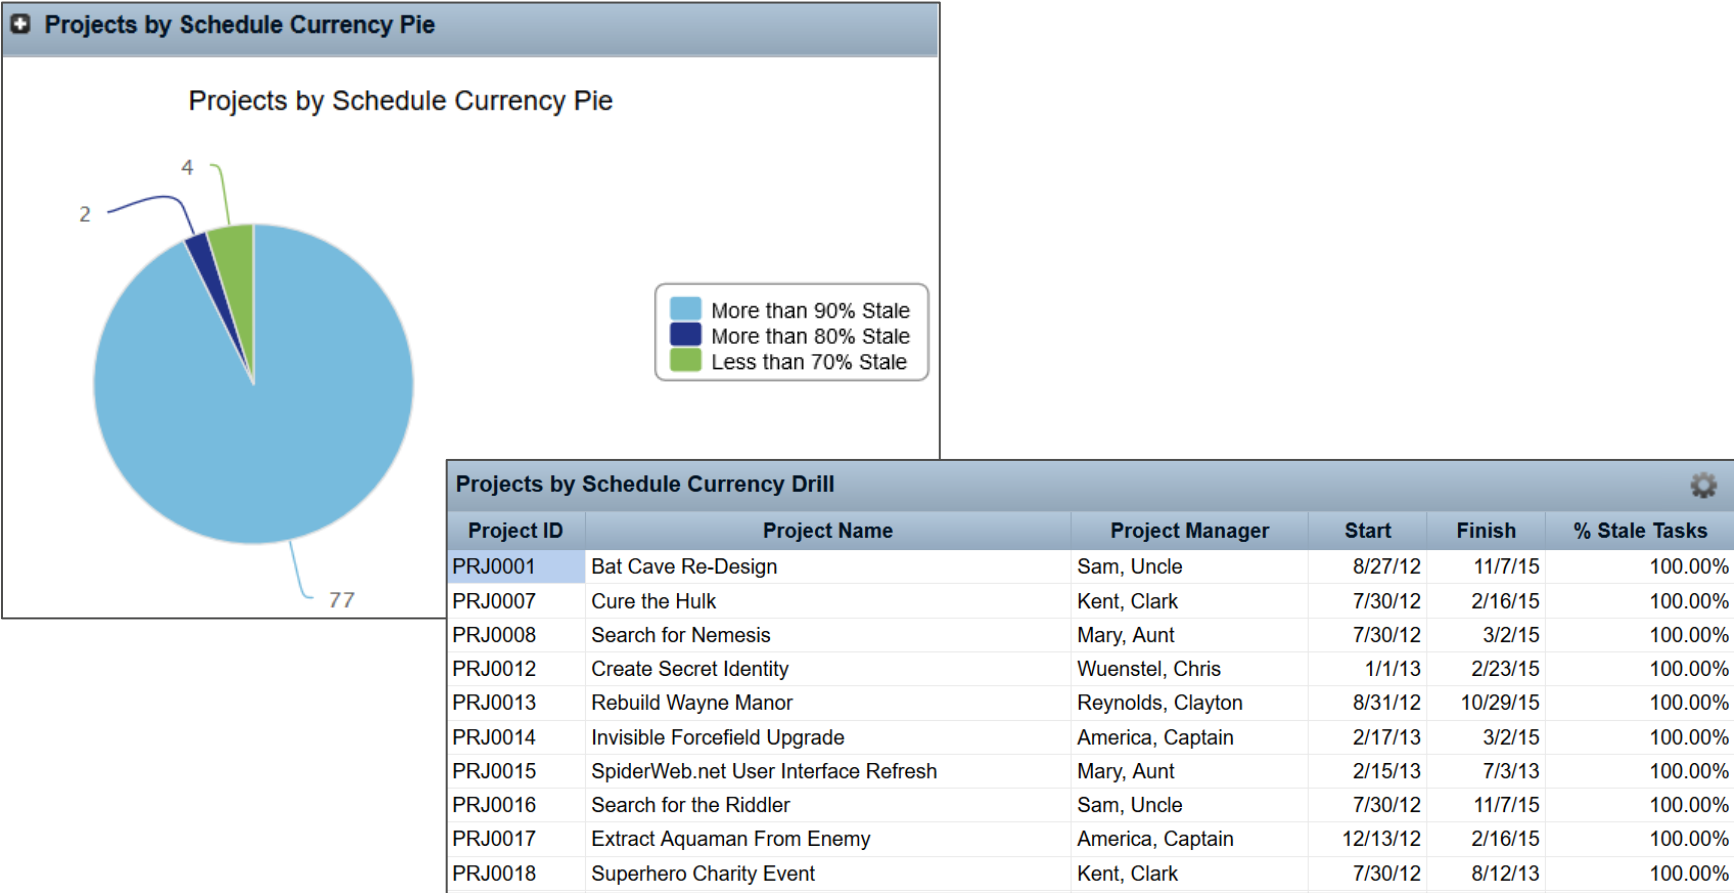 Projects by Schedule Currency Pie
Projects by Schedule Currency Pie
4
2
More than 90% Stale
More than 80% Stale
Less than 70% Stale
77
Projects by Schedule Currency Drill
Project ID Project Name Project Manager Start Finish % Stale Tasks
PRJ0001 Bat Cave Re-Design Sam, Uncle 8/27/12 11/7/15 100.00%
PRJ0007 Cure the Hulk Kent, Clark 7/30/12 2/16/15 100.00%
PRJ0008 Search for Nemesis Mary, Aunt 7/30/12 3/2/15 100.00%
PRJ0012 Create Secret Identity Wuenstel, Chris 1/1/13 2/23/15 100.00%
PRJ0013 Rebuild Wayne Manor Reynolds, Clayton 8/31/12 10/29/15 100.00%
PRJ0014 Invisible Forcefield Upgrade America, Captain 2/17/13 3/2/15 100.00%
PRJ0015 SpiderWeb.net User Interface Refresh Mary, Aunt 2/15/13 7/3/13 100.00%
PRJ0016 Search for the Riddler Sam, Uncle 7/30/12 11/7/15 100.00%
PRJ0017 Extract Aquaman From Enemy America, Captain 12/13/12 2/16/15 100.00%
PRJ0018 Superhero Charity Event Kent, Clark 7/30/12 8/12/13 100.00%